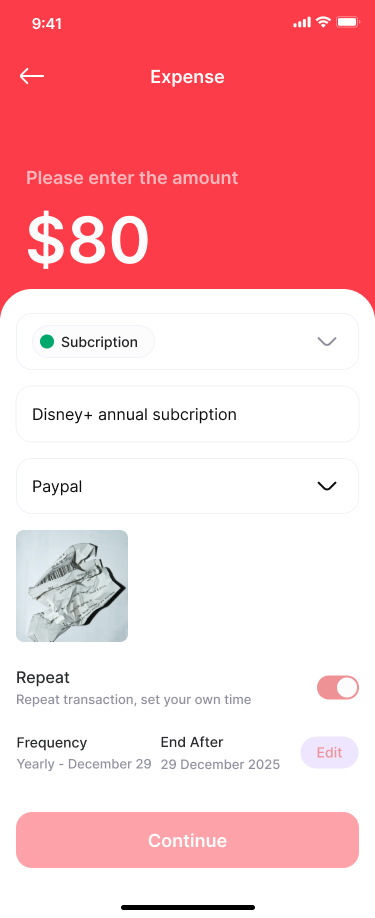 9:41
Expense
Please enter the amount
$80
Subcription
Disney+ annual subcription
Paypal
Repeat
Repeat transaction, set your own time
Frequency
End After
Edit
Yearly - December 29
29 December 2025
Continue